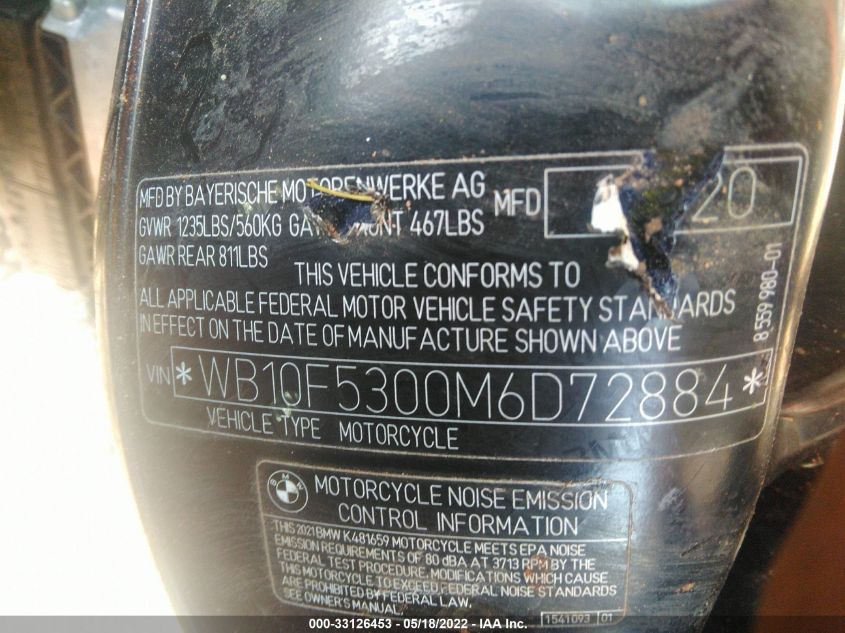 MFD BY BAYERISCHE MOTORENWERKE AG
GVWR 1235LBS/560KG 467LBS
GAWR REAR 811LBS
MFD 20
THIS VEHICLE CONFORMS TO
ALL APPLICABLE FEDERAL MOTOR VEHICLE SAFETY STANDARDS
IN EFFECT ON THE DATE OF MANUFACTURE SHOWN ABOVE
VIN *WB10F5300M6D72884*
VEHICLE TYPE MOTORCYCLE
8 559 980-01
BMW
MOTORCYCLE NOISE EMISSION
CONTROL INFORMATION
THIS 2021 BMW K481659 MOTORCYCLE MEETS EPA NOISE
EMISSION REQUIREMENTS OF 80 dBA AT 3713 RPM BY
FEDERAL TEST PROCEDURE. MODIFICATIONS WHICH CAUSE
THIS MOTORCYCLE TO EXCEED FEDERAL NOISE STANDARDS
ARE PROHIBITED BY FEDERAL LAW.
SEE OWNER'S MANUAL.
1541093 01
000-33126453 - 05/18/2022 - IAA Inc.